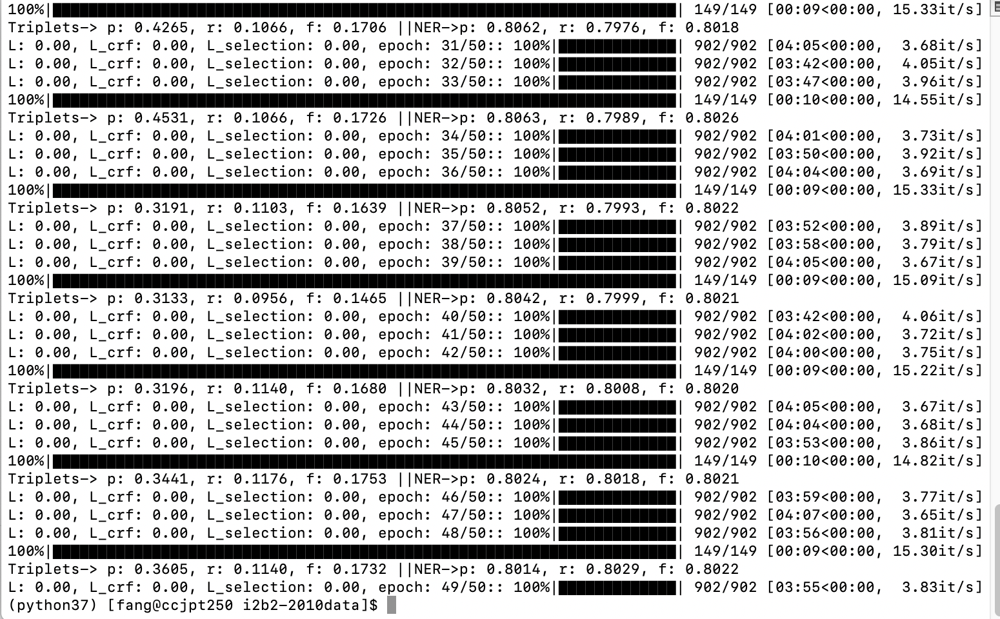 100%|██████████| 149/149 [00:09<00:00, 15.33it/s]
Triplets-> p: 0.4265, r: 0.1066, f: 0.1706 ||NER->p: 0.8062, r: 0.7976, f: 0.8018
L: 0.00, L_crf: 0.00, L_selection: 0.00, epoch: 31/50:: 100%|██████████| 902/902 [04:05<00:00, 3.68it/s]
L: 0.00, L_crf: 0.00, L_selection: 0.00, epoch: 32/50:: 100%|██████████| 902/902 [03:42<00:00, 4.05it/s]
L: 0.00, L_crf: 0.00, L_selection: 0.00, epoch: 33/50:: 100%|██████████| 902/902 [03:47<00:00, 3.96it/s]
100%|██████████| 149/149 [00:10<00:00, 14.55it/s]
Triplets-> p: 0.4531, r: 0.1066, f: 0.1726 ||NER->p: 0.8063, r: 0.7989, f: 0.8026
L: 0.00, L_crf: 0.00, L_selection: 0.00, epoch: 34/50:: 100%|██████████| 902/902 [04:01<00:00, 3.73it/s]
L: 0.00, L_crf: 0.00, L_selection: 0.00, epoch: 35/50:: 100%|██████████| 902/902 [03:50<00:00, 3.92it/s]
L: 0.00, L_crf: 0.00, L_selection: 0.00, epoch: 36/50:: 100%|██████████| 902/902 [04:04<00:00, 3.69it/s]
100%|██████████| 149/149 [00:09<00:00, 15.33it/s]
Triplets-> p: 0.3191, r: 0.1103, f: 0.1639 ||NER->p: 0.8052, r: 0.7993, f: 0.8022
L: 0.00, L_crf: 0.00, L_selection: 0.00, epoch: 37/50:: 100%|██████████| 902/902 [03:52<00:00, 3.89it/s]
L: 0.00, L_crf: 0.00, L_selection: 0.00, epoch: 38/50:: 100%|██████████| 902/902 [03:58<00:00, 3.79it/s]
L: 0.00, L_crf: 0.00, L_selection: 0.00, epoch: 39/50:: 100%|██████████| 902/902 [04:05<00:00, 3.67it/s]
100%|██████████| 149/149 [00:09<00:00, 15.09it/s]
Triplets-> p: 0.3133, r: 0.0956, f: 0.1465 ||NER->p: 0.8042, r: 0.7999, f: 0.8021
L: 0.00, L_crf: 0.00, L_selection: 0.00, epoch: 40/50:: 100%|██████████| 902/902 [03:42<00:00, 4.06it/s]
L: 0.00, L_crf: 0.00, L_selection: 0.00, epoch: 41/50:: 100%|██████████| 902/902 [04:02<00:00, 3.72it/s]
L: 0.00, L_crf: 0.00, L_selection: 0.00, epoch: 42/50:: 100%|██████████| 902/902 [04:00<00:00, 3.75it/s]
100%|██████████| 149/149 [00:09<00:00, 15.22it/s]
Triplets-> p: 0.3196, r: 0.1140, f: 0.1680 ||NER->p: 0.8032, r: 0.8008, f: 0.8020
L: 0.00, L_crf: 0.00, L_selection: 0.00, epoch: 43/50:: 100%|██████████| 902/902 [04:05<00:00, 3.67it/s]
L: 0.00, L_crf: 0.00, L_selection: 0.00, epoch: 44/50:: 100%|██████████| 902/902 [04:04<00:00, 3.68it/s]
L: 0.00, L_crf: 0.00, L_selection: 0.00, epoch: 45/50:: 100%|██████████| 902/902 [03:53<00:00, 3.86it/s]
100%|██████████| 149/149 [00:10<00:00, 14.82it/s]
Triplets-> p: 0.3441, r: 0.1176, f: 0.1753 ||NER->p: 0.8024, r: 0.8018, f: 0.8021
L: 0.00, L_crf: 0.00, L_selection: 0.00, epoch: 46/50:: 100%|██████████| 902/902 [03:59<00:00, 3.77it/s]
L: 0.00, L_crf: 0.00, L_selection: 0.00, epoch: 47/50:: 100%|██████████| 902/902 [04:07<00:00, 3.65it/s]
L: 0.00, L_crf: 0.00, L_selection: 0.00, epoch: 48/50:: 100%|██████████| 902/902 [03:56<00:00, 3.81it/s]
100%|██████████| 149/149 [00:09<00:00, 15.30it/s]
Triplets-> p: 0.3605, r: 0.1140, f: 0.1732 ||NER->p: 0.8014, r: 0.8029, f: 0.8022
L: 0.00, L_crf: 0.00, L_selection: 0.00, epoch: 49/50:: 100%|██████████| 902/902 [03:55<00:00, 3.83it/s]
(python37) [fang@ccjpt250 i2b2-2010data]$